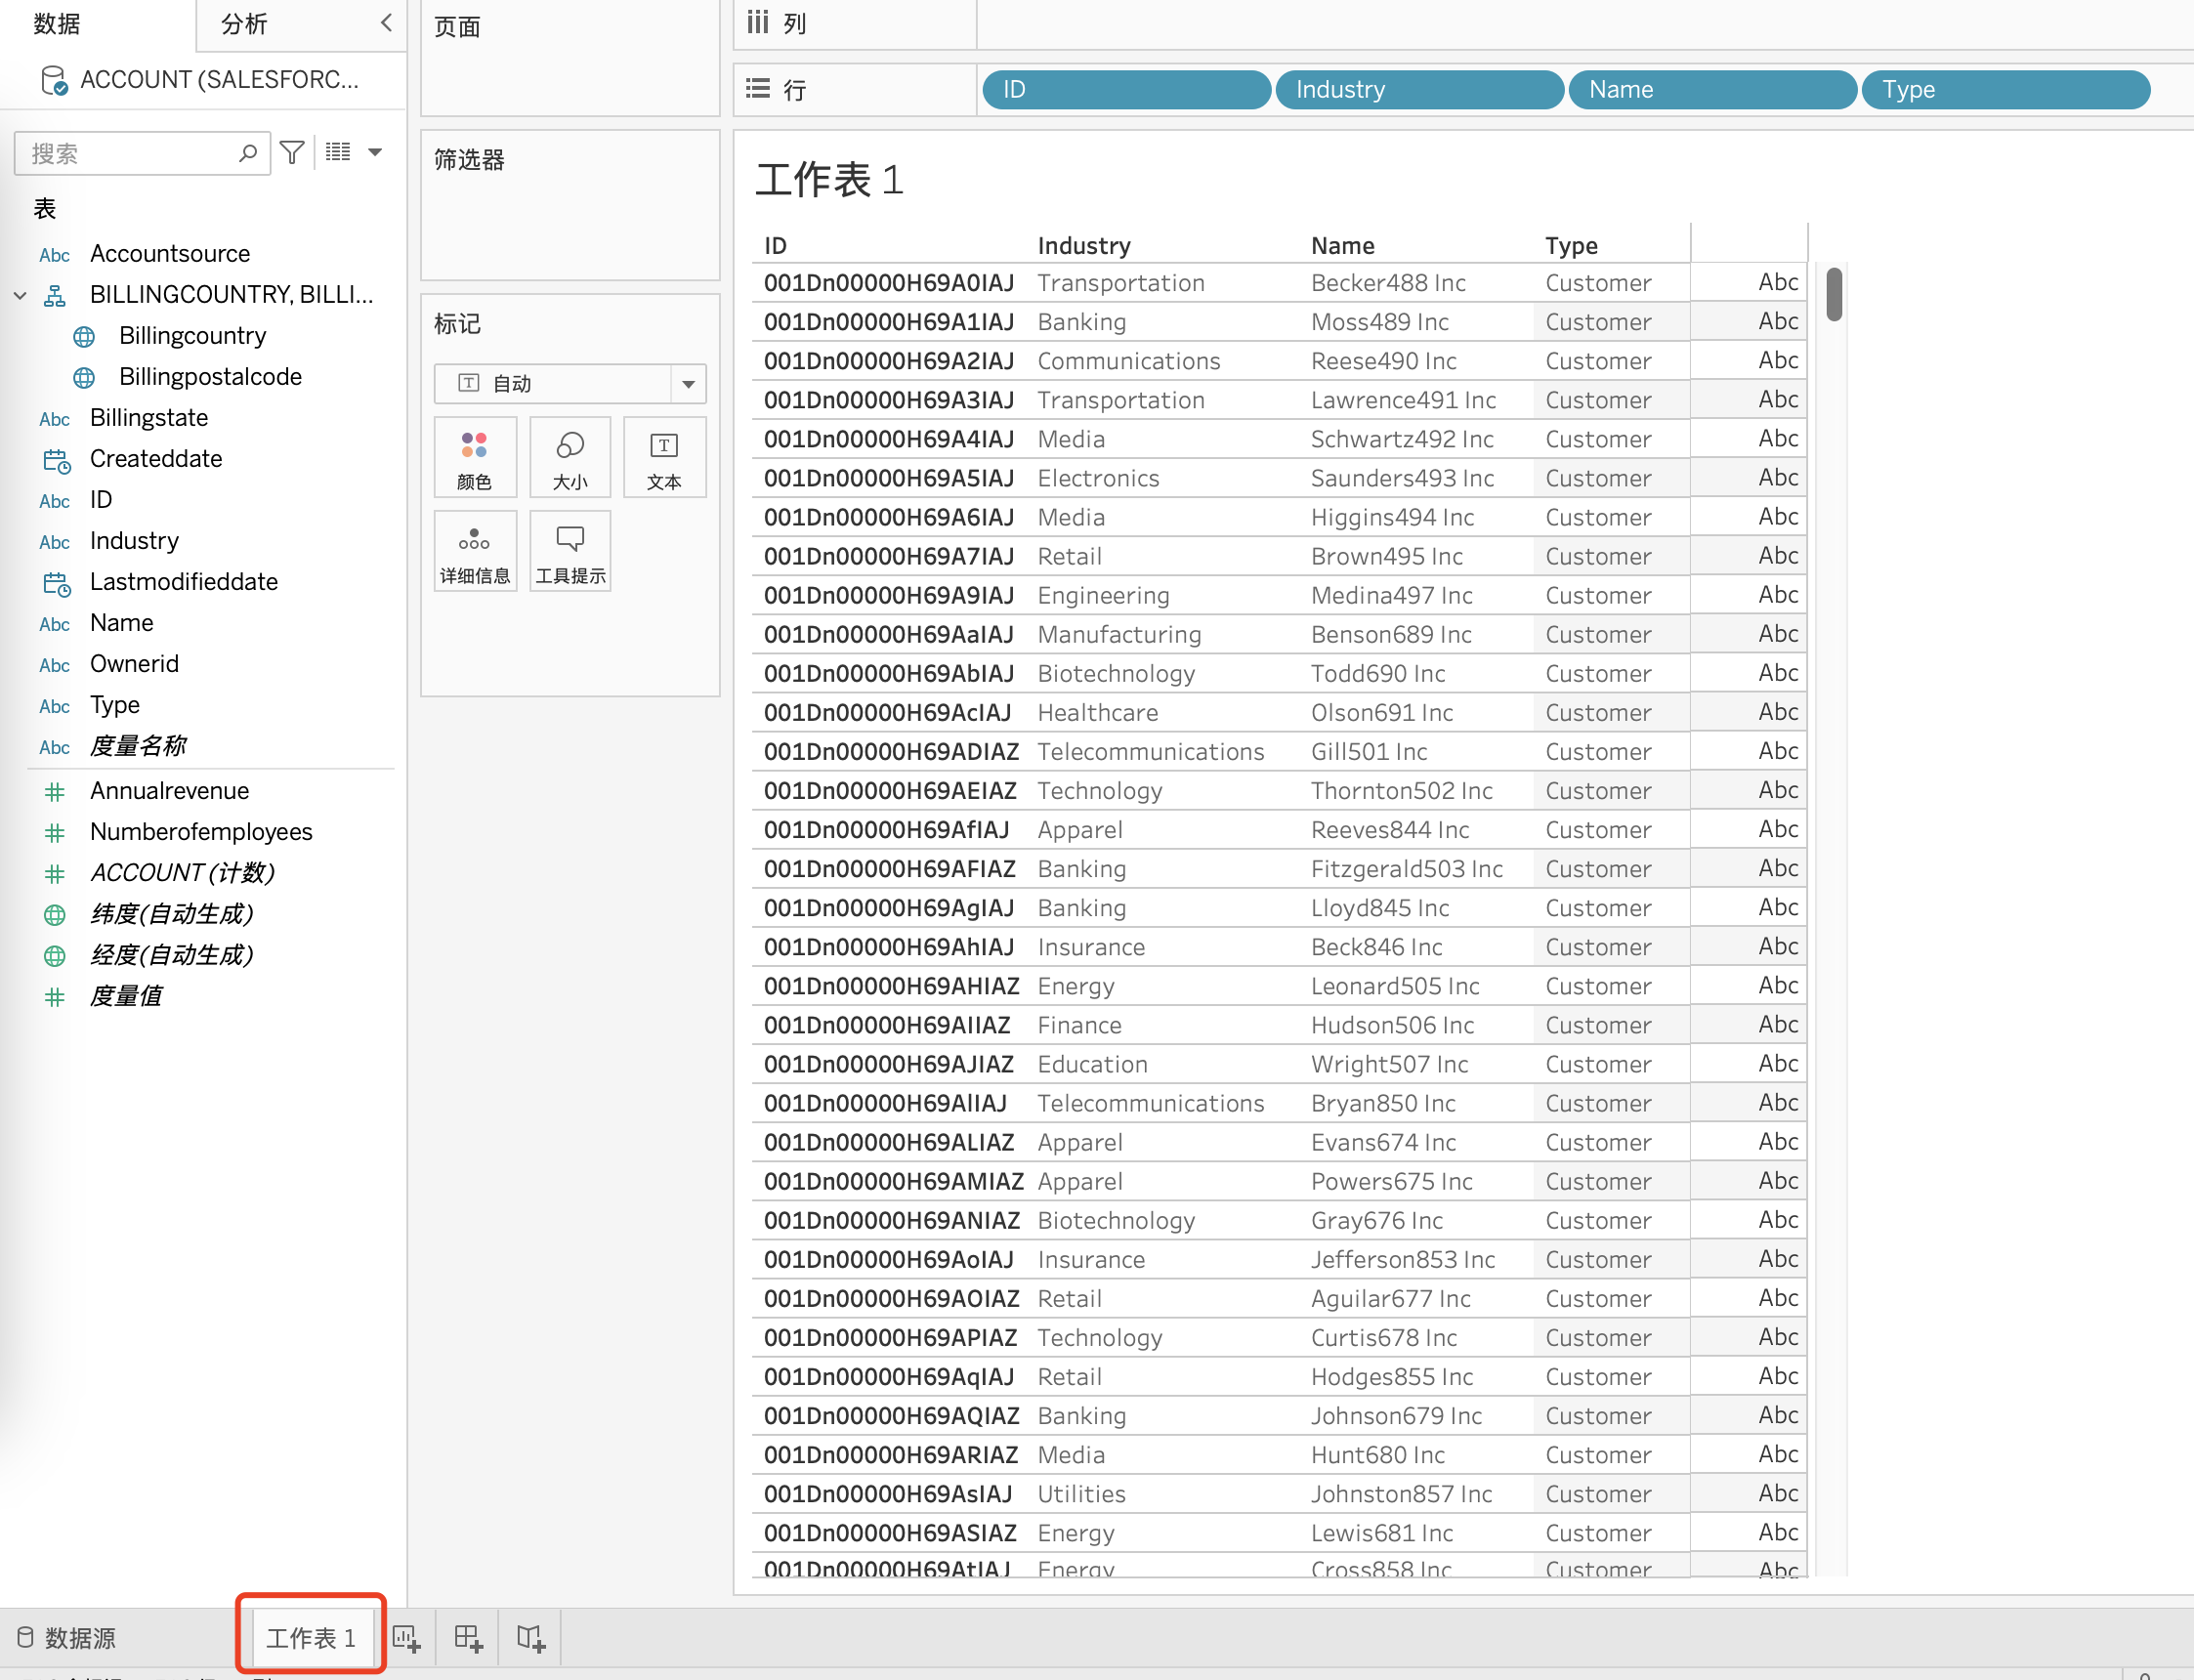 数据
分析
ACCOUNT (SALESFORC...
搜索
表
Abc Accountsource
BILLINGCOUNTRY, BILLI...
Billingcountry
Billingpostalcode
Abc Billingstate
Createddate
Abc ID
Abc Industry
Lastmodifieddate
Abc Name
Abc Ownerid
Abc Type
Abc 度量名称
Annualrevenue
Numberofemployees
ACCOUNT (计数)
纬度(自动生成)
经度(自动生成)
度量值
页面
筛选器
标记
自动
颜色 大小 文本
详细信息 工具提示
列
行 ID Industry Name Type
工作表 1
ID Industry Name Type
001Dn00000H69A0IAJ Transportation Becker488 Inc Customer Abc
001Dn00000H69A1IAJ Banking Moss489 Inc Customer Abc
001Dn00000H69A2IAJ Communications Reese490 Inc Customer Abc
001Dn00000H69A3IAJ Transportation Lawrence491 Inc Customer Abc
001Dn00000H69A4IAJ Media Schwartz492 Inc Customer Abc
001Dn00000H69A5IAJ Electronics Saunders493 Inc Customer Abc
001Dn00000H69A6IAJ Media Higgins494 Inc Customer Abc
001Dn00000H69A7IAJ Retail Brown495 Inc Customer Abc
001Dn00000H69A9IAJ Engineering Medina497 Inc Customer Abc
001Dn00000H69AaIAJ Manufacturing Benson689 Inc Customer Abc
001Dn00000H69AbIAJ Biotechnology Todd690 Inc Customer Abc
001Dn00000H69AcIAJ Healthcare Olson691 Inc Customer Abc
001Dn00000H69ADIAZ Telecommunications Gill501 Inc Customer Abc
001Dn00000H69AEIAZ Technology Thornton502 Inc Customer Abc
001Dn00000H69AfIAJ Apparel Reeves844 Inc Customer Abc
001Dn00000H69AFIAZ Banking Fitzgerald503 Inc Customer Abc
001Dn00000H69AgIAJ Banking Lloyd845 Inc Customer Abc
001Dn00000H69AhIAJ Insurance Beck846 Inc Customer Abc
001Dn00000H69AHIAZ Energy Leonard505 Inc Customer Abc
001Dn00000H69AIIAZ Finance Hudson506 Inc Customer Abc
001Dn00000H69AJIAZ Education Wright507 Inc Customer Abc
001Dn00000H69AlIAJ Telecommunications Bryan850 Inc Customer Abc
001Dn00000H69ALIAZ Apparel Evans674 Inc Customer Abc
001Dn00000H69AMIAZ Apparel Powers675 Inc Customer Abc
001Dn00000H69ANIAZ Biotechnology Gray676 Inc Customer Abc
001Dn00000H69AoIAJ Insurance Jefferson853 Inc Customer Abc
001Dn00000H69AOIAZ Retail Aguilar677 Inc Customer Abc
001Dn00000H69APIAZ Technology Curtis678 Inc Customer Abc
001Dn00000H69AqIAJ Retail Hodges855 Inc Customer Abc
001Dn00000H69AQIAZ Banking Johnson679 Inc Customer Abc
001Dn00000H69ARIAZ Media Hunt680 Inc Customer Abc
001Dn00000H69AsIAJ Utilities Johnston857 Inc Customer Abc
001Dn00000H69ASIAZ Energy Lewis681 Inc Customer Abc
001Dn00000H69AtIAJ Energy Cross858 Inc Customer Abc
数据源
工作表 1